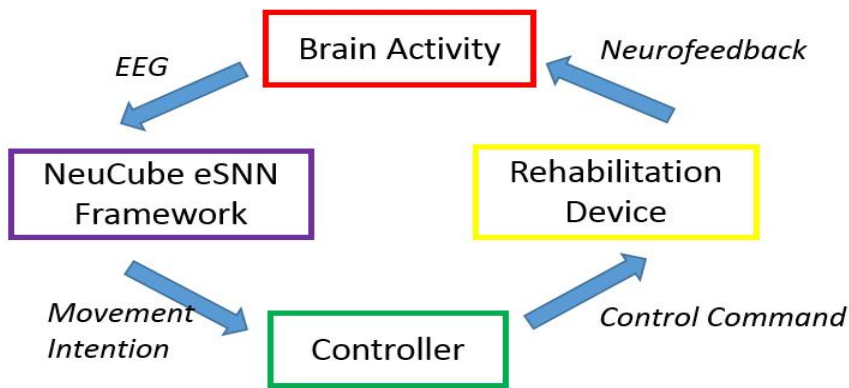 Brain Activity
Neurofeedback
EEG
NeuCube eSNN
Framework
Rehabilitation
Device
Movement
Intention
Controller
Control Command